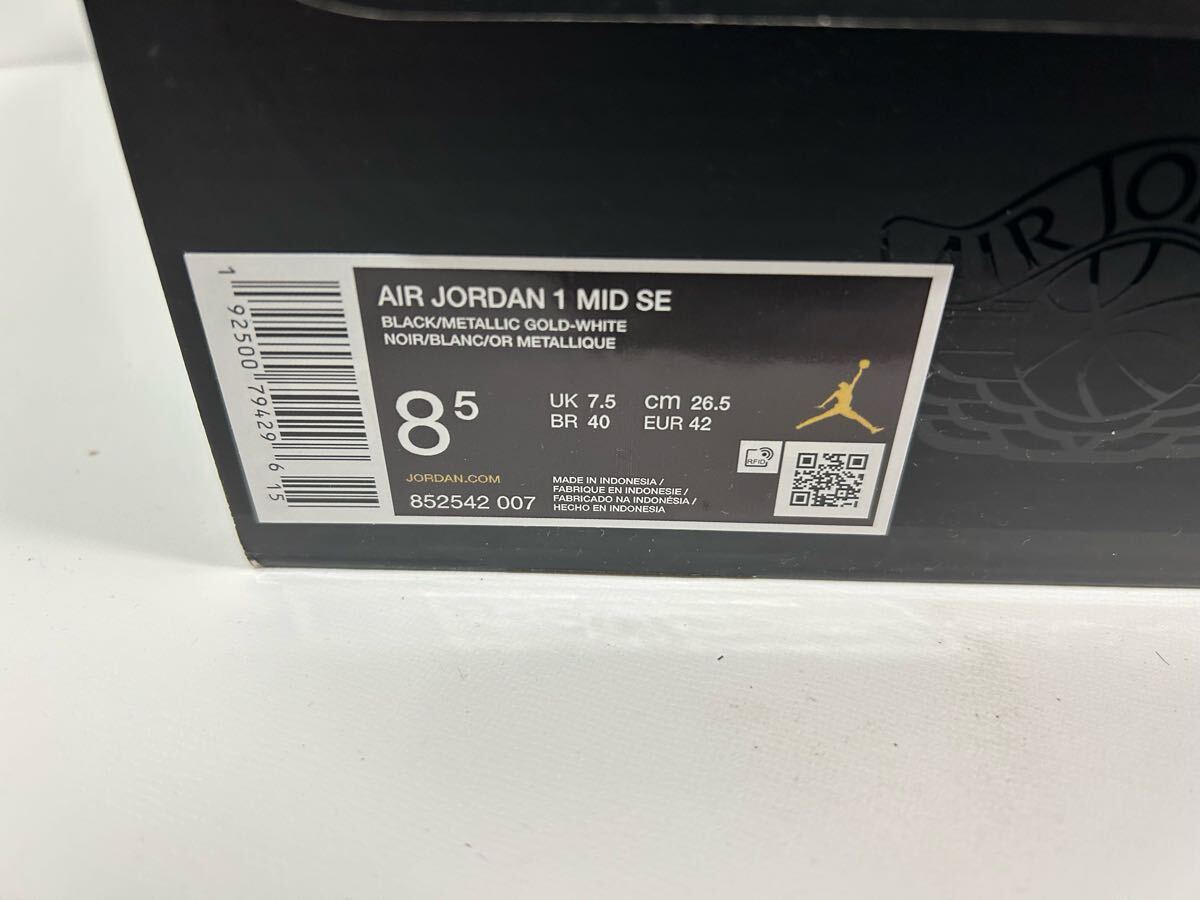 AIR JOR
1 92500 79429 6 15
AIR JORDAN 1 MID SE
BLACK/METALLIC GOLD-WHITE
NOIR/BLANC/OR METALLIQUE
8 5
UK 7.5 cm 26.5
BR 40 EUR 42
RFID
JORDAN.COM
852542 007
MADE IN INDONESIA /
FABRIQUE EN INDONESIE /
FABRICADO NA INDONÉSIA /
HECHO EN INDONESIA